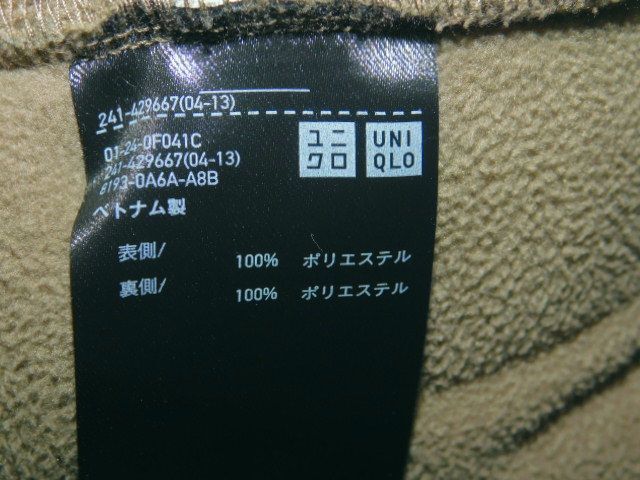 241-429667(04-13)
01-24-0F041C
241-429667(04-13)
6193-0A6A-A8B
ベトナム製
ユニ
クロ
UNI
QLO
表側/ 100% ポリエステル
裏側/ 100% ポリエステル